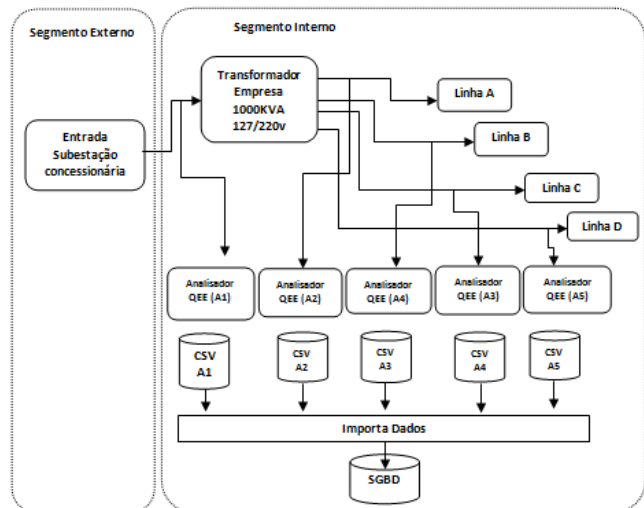 Segmento Externo
Segmento Interno
Transformador
Empresa
1000KVA
127/220v
Linha A
Linha B
Entrada
Subestação
concessionária
Linha C
Linha D
Analisador
QEE (A1)
Analisador
QEE (A2)
Analisador
QEE (A4)
Analisador
QEE (A3)
Analisador
QEE (A5)
CSV
A1
CSV
A2
CSV
A3
CSV
A4
CSV
A5
Importa Dados
SGBD